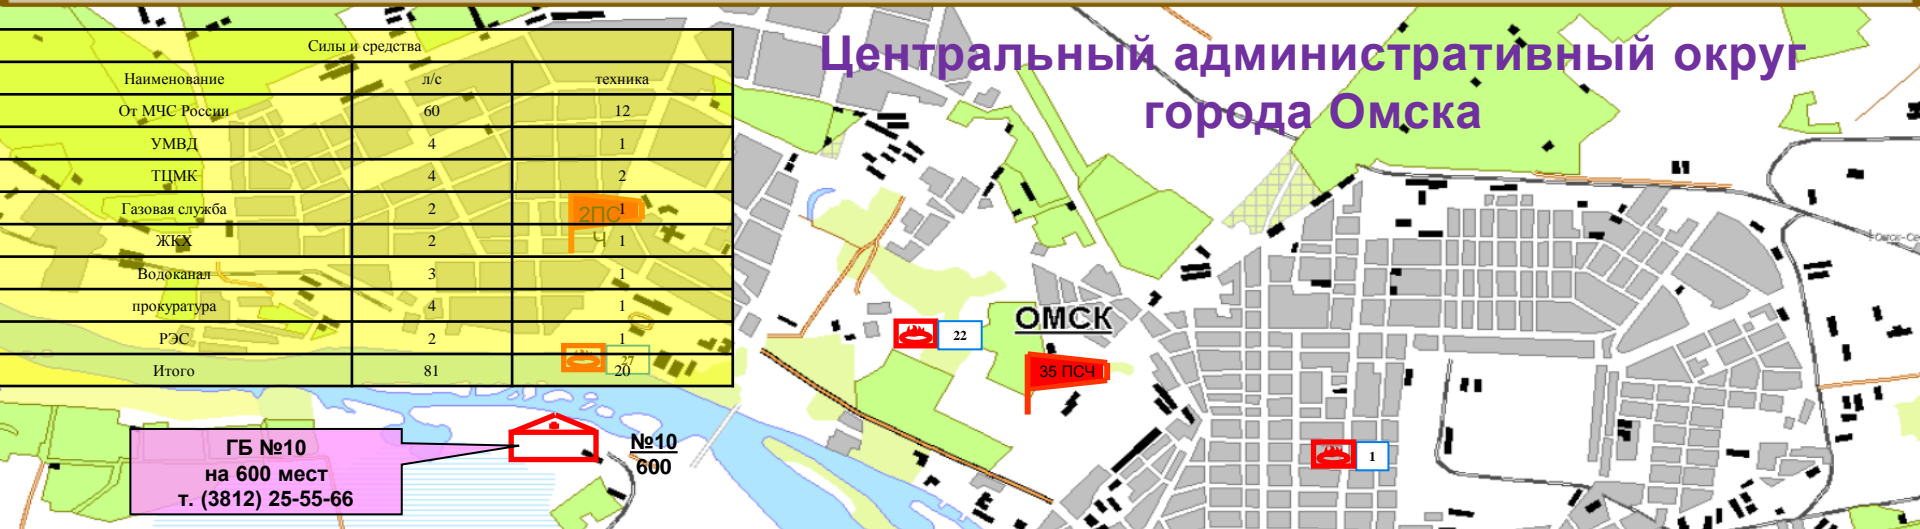 Центральный административный округ
города Омска
Силы и средства
Наименование л/с техника
От МЧС России 60 12
УМВД 4 1
ТЦМК 4 2
Газовая служба 2 1
ЖКХ 2 1
Водоканал 3 1
прокуратура 4 1
РЭС 2 1
Итого 81 20
2ПС
Ч
27
22
ОМСК
35 ПСЧ
1
ГБ №10
на 600 мест
т. (3812) 25-55-66
№10
600